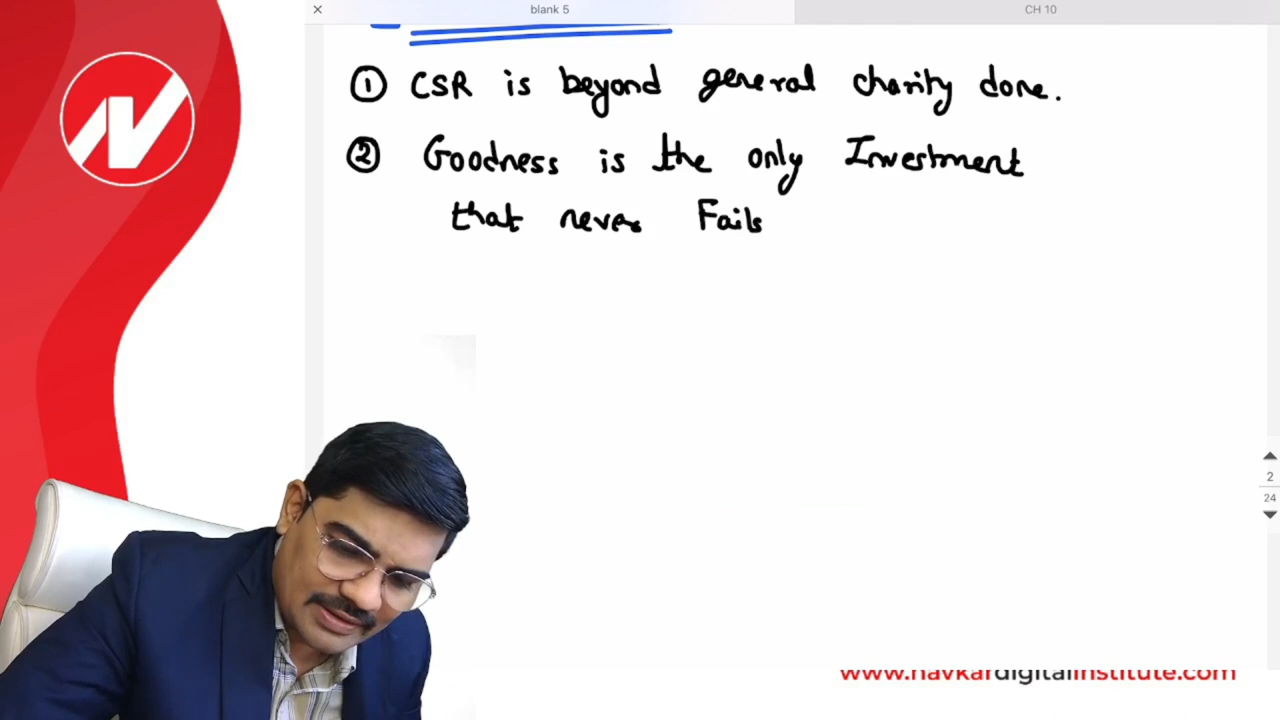 blank 5
CH 10
① CSR is beyond general charity done.
② Goodness is the only Investment
that never Fails
2
24
www.navkardigitalinstitute.com